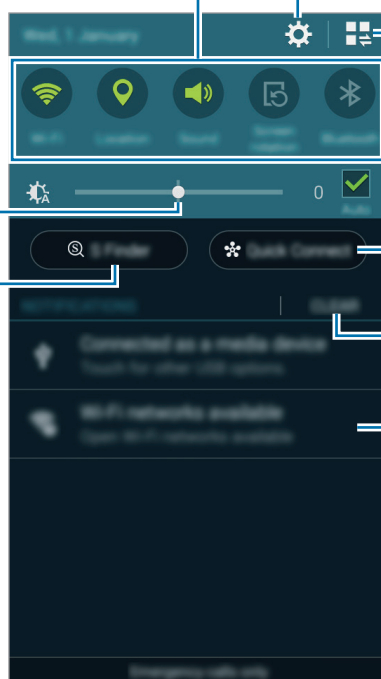 Wed, 1 January
Wi-Fi Location Sound Screen rotation Bluetooth
0
Auto
S Finder Quick Connect
NOTIFICATIONS CLEAR
Connected as a media device
Touch for other USB options.
Wi-Fi networks available
Open Wi-Fi networks available
Emergency calls only